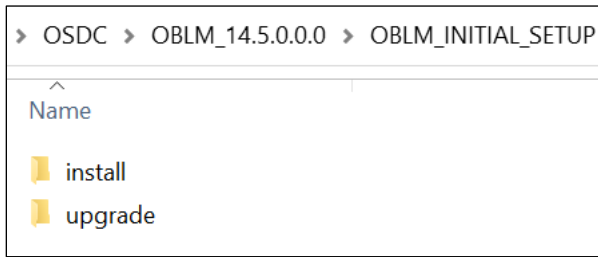 > OSDC > OBLM_14.5.0.0.0 > OBLM_INITIAL_SETUP
Name
install
upgrade